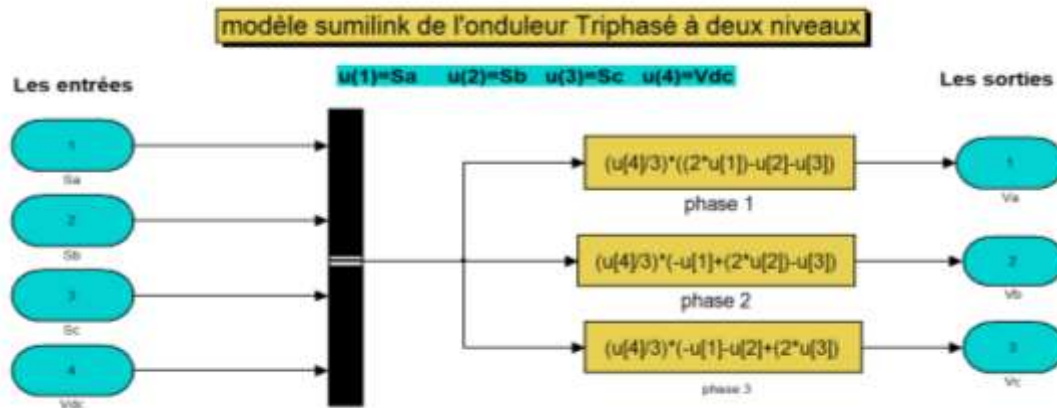 modèle sumilink de l'onduleur Triphasé à deux niveaux
u(1)=Sa u(2)=Sb u(3)=Sc u(4)=Vdc
Les entrées
Les sorties
1
Sa
2
Sb
3
Sc
4
Vdc
(u[4]/3)*((2*u[1])-u[2]-u[3])
phase 1
(u[4]/3)*(-u[1]+(2*u[2])-u[3])
phase 2
(u[4]/3)*(-u[1]-u[2]+(2*u[3])
phase 3
1
Va
2
Vb
3
Vc